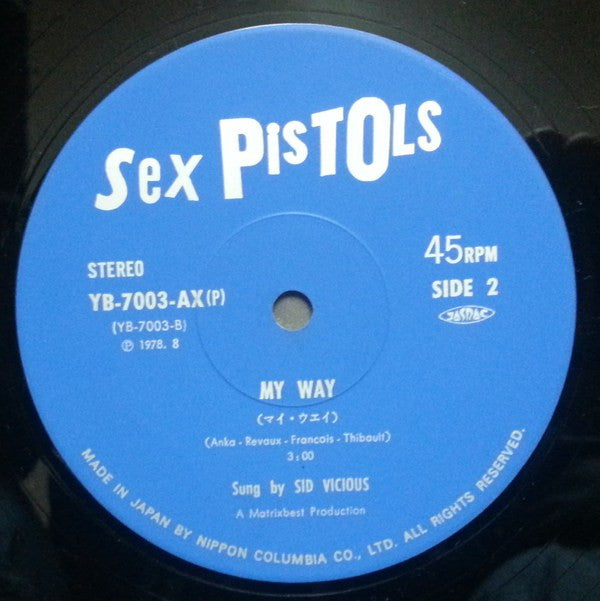 Sex PISTOLS
STEREO
45RPM
YB-7003-AX(P)
SIDE 2
(YB-7003-B)
JASRAC
Ⓟ 1978. 8
MY WAY
(マイ・ウエイ)
(Anka - Revaux - Francois - Thibault)
3:00
Sung by SID VICIOUS
A Matrixbest Production
MADE IN JAPAN BY NIPPON COLUMBIA CO., LTD. ALL RIGHTS RESERVED.